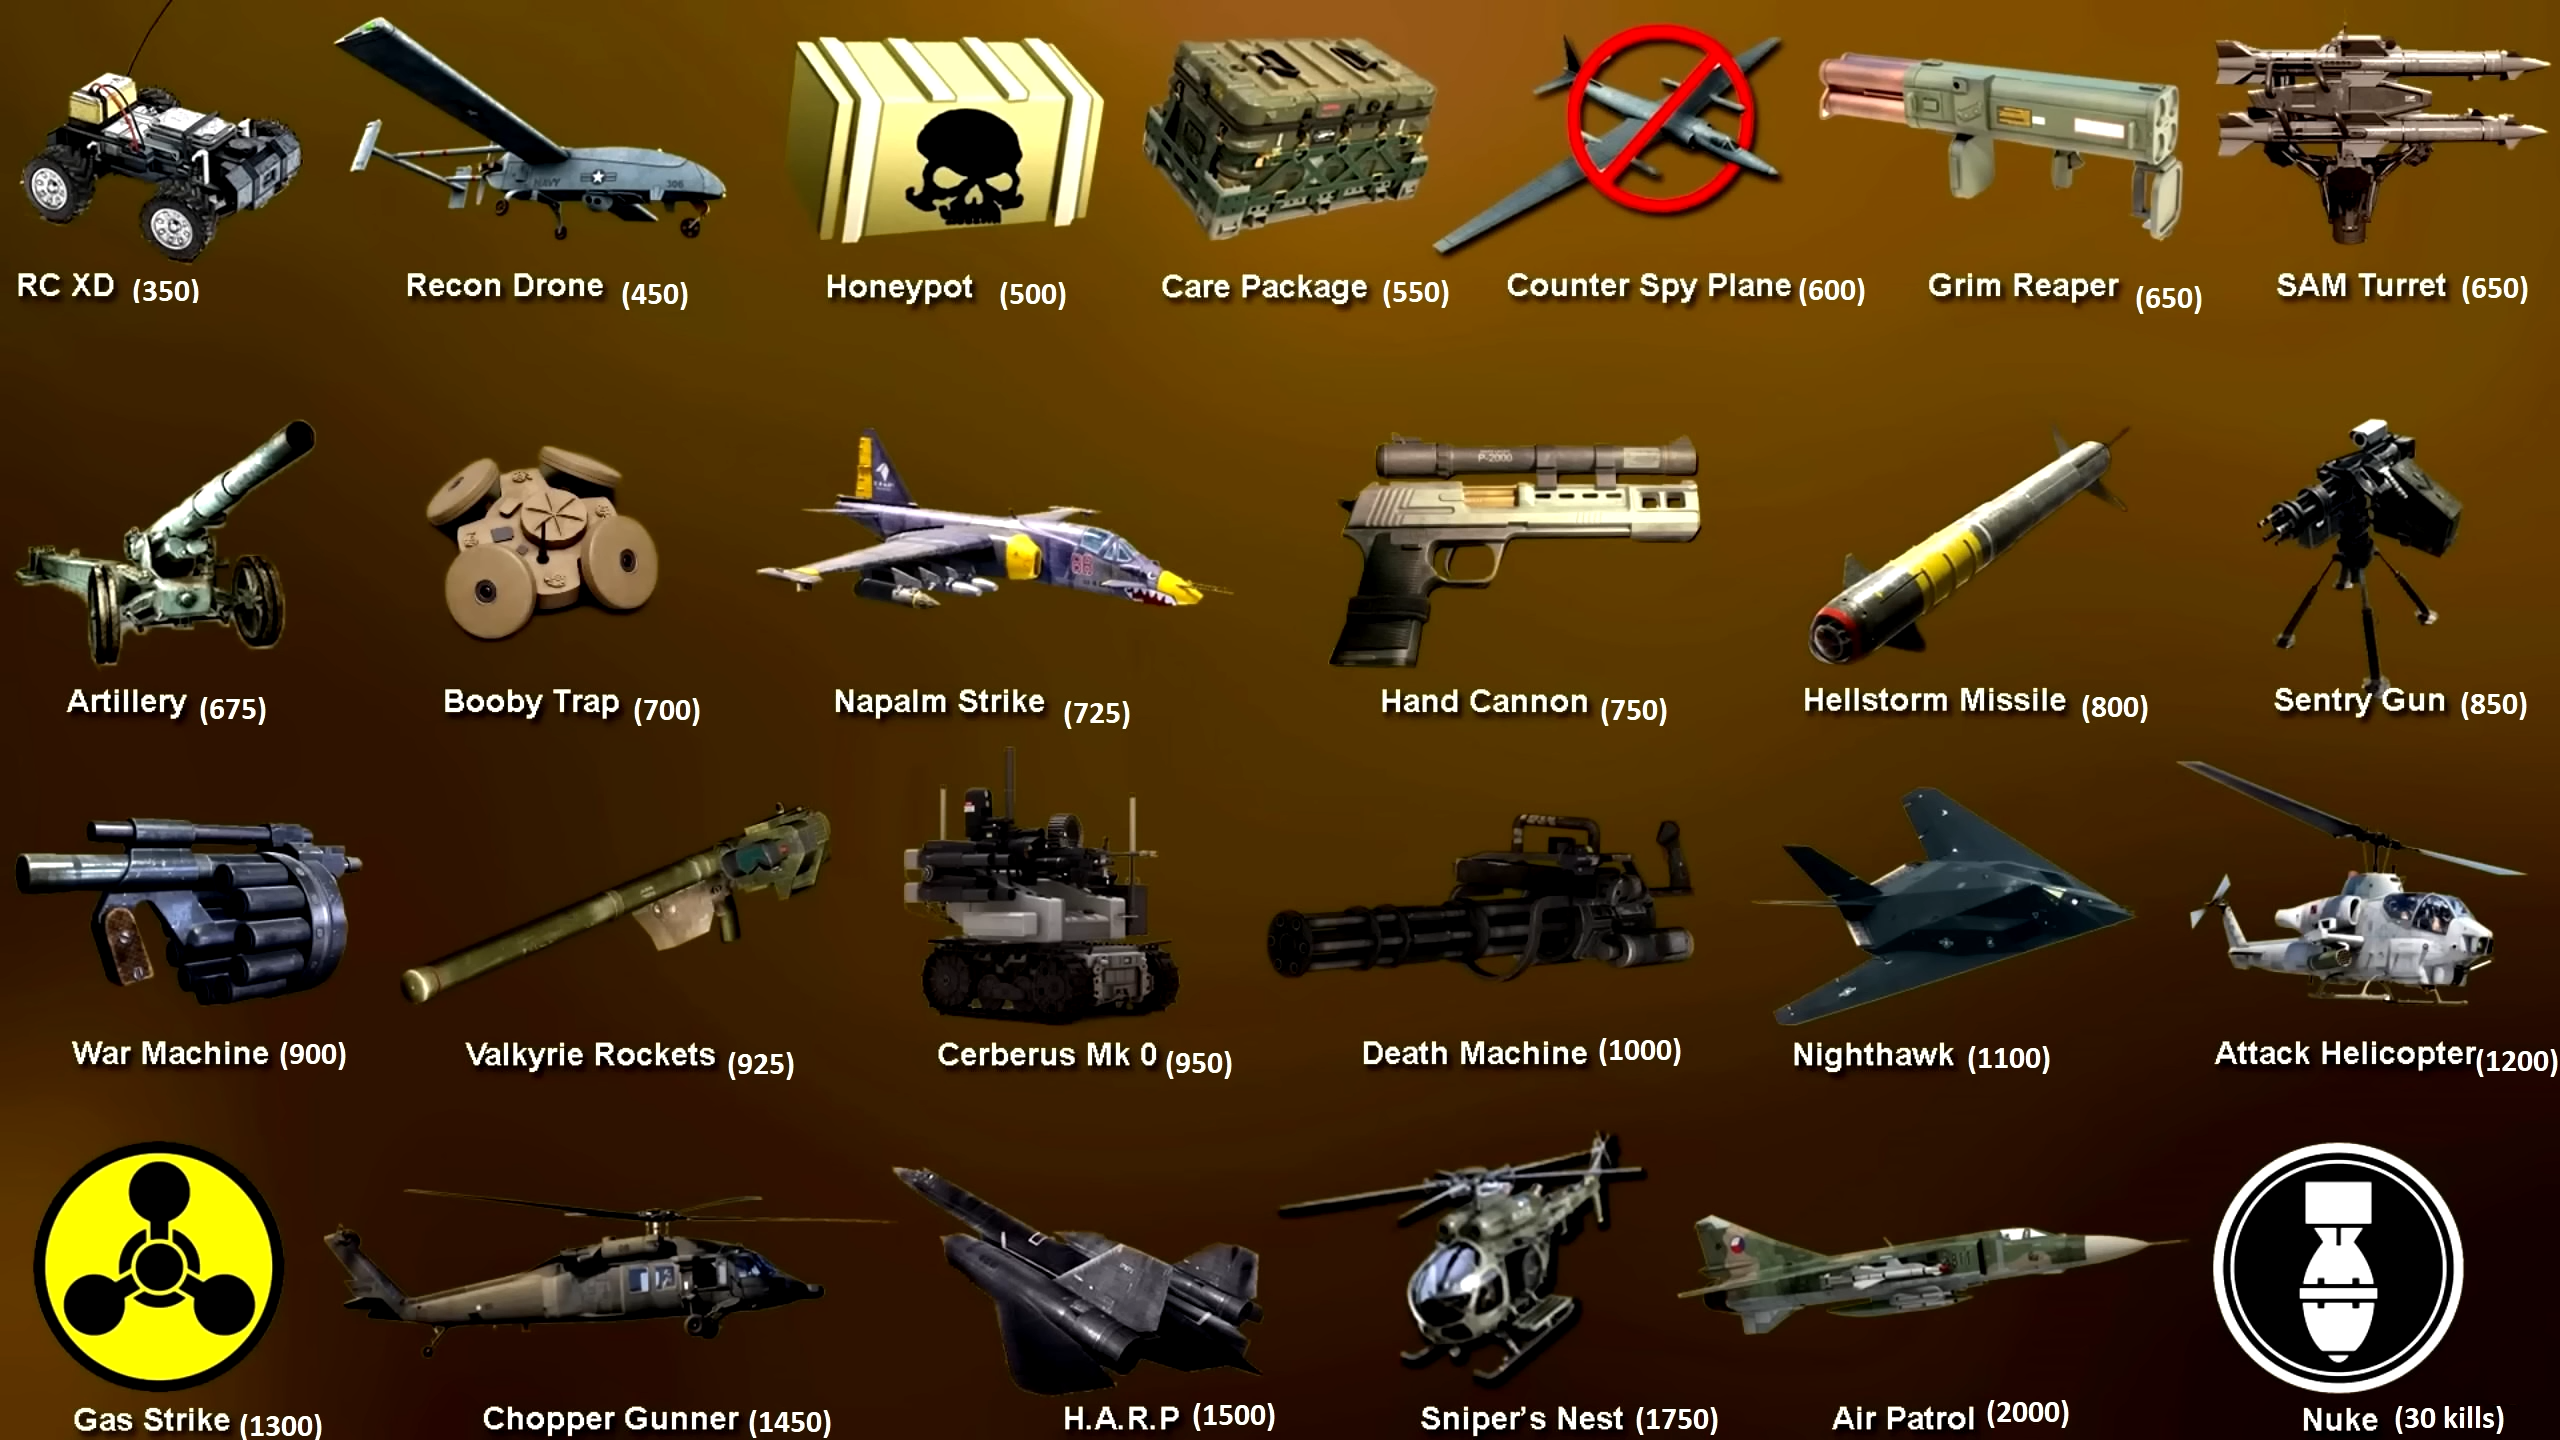 RC XD (350)
Recon Drone (450)
Honeypot (500)
Care Package (550)
Counter Spy Plane (600)
Grim Reaper (650)
SAM Turret (650)
NAVY
306
Artillery (675)
Booby Trap (700)
Napalm Strike (725)
Hand Cannon (750)
Hellstorm Missile (800)
Sentry Gun (850)
P-2000
War Machine (900)
Valkyrie Rockets (925)
Cerberus Mk 0 (950)
Death Machine (1000)
Nighthawk (1100)
Attack Helicopter (1200)
Gas Strike (1300)
Chopper Gunner (1450)
H.A.R.P (1500)
Sniper's Nest (1750)
Air Patrol (2000)
Nuke (30 kills)